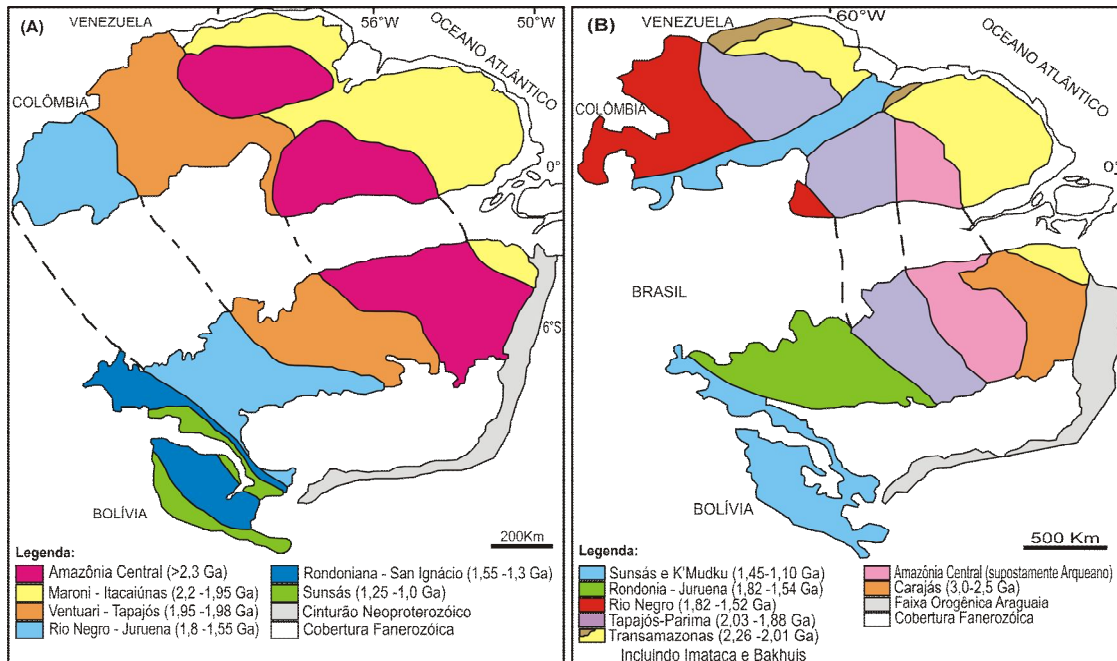 (A)
VENEZUELA
56°W
50°W
OCEANO ATLÂNTICO
COLÔMBIA
0°
6°S
BOLÍVIA
200Km
Legenda:
Amazônia Central (>2,3 Ga)
Maroni - Itacaiúnas (2,2 -1,95 Ga)
Ventuari - Tapajós (1,95 -1,98 Ga)
Rio Negro - Juruena (1,8 -1,55 Ga)
Rondoniana - San Ignácio (1,55 -1,3 Ga)
Sunsás (1,25 -1,0 Ga)
Cinturão Neoproterozóico
Cobertura Fanerozóica
(B)
VENEZUELA
60°W
OCEANO ATLÂNTICO
COLÔMBIA
0°
BRASIL
BOLÍVIA
500 Km
Legenda:
Sunsás e K'Mudku (1,45-1,10 Ga)
Rondonia - Juruena (1,82 -1,54 Ga)
Rio Negro (1,82 -1,52 Ga)
Tapajós-Parima (2,03 -1,88 Ga)
Transamazonas (2,26 -2,01 Ga)
Incluindo Imataca e Bakhuis
Amazônia Central (supostamente Arqueano)
Carajás (3,0-2,5 Ga)
Faixa Orogênica Araguaia
Cobertura Fanerozóica